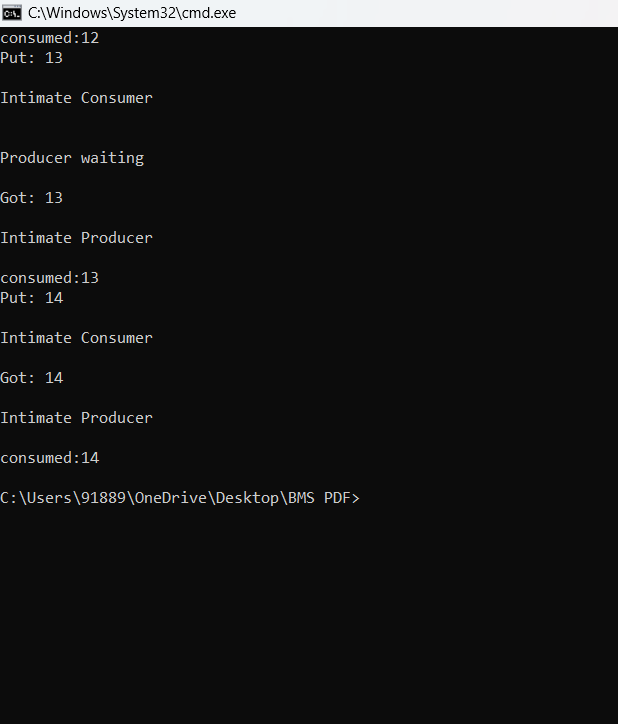 C:\Windows\System32\cmd.exe
consumed:12
Put: 13
Intimate Consumer
Producer waiting
Got: 13
Intimate Producer
consumed:13
Put: 14
Intimate Consumer
Got: 14
Intimate Producer
consumed:14
C:\Users\91889\OneDrive\Desktop\BMS PDF>